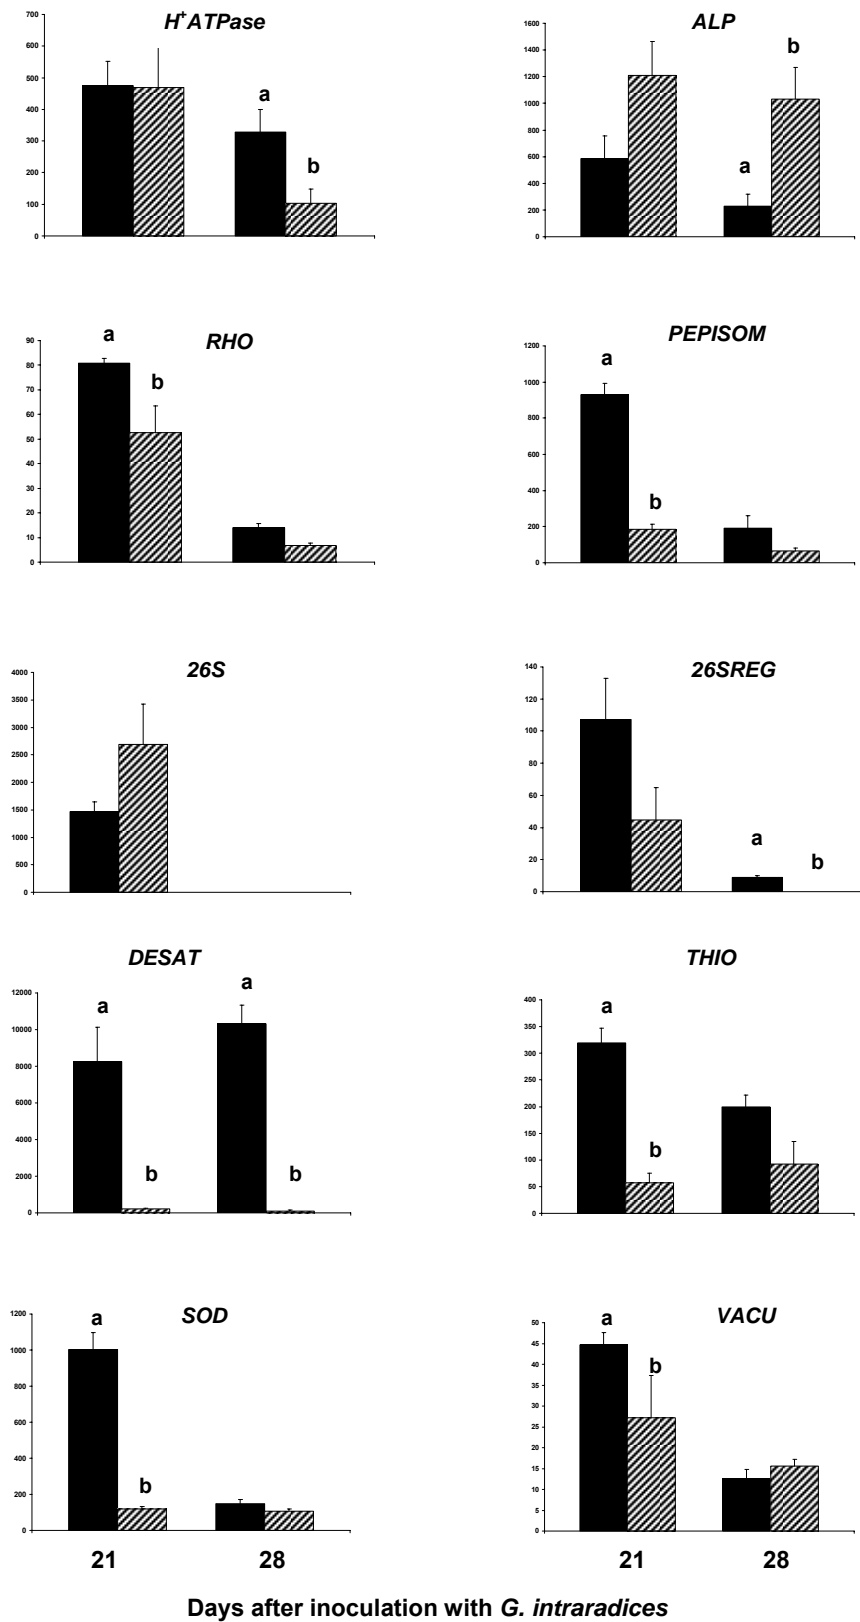 H+ATPase
700
600
500
400
300
200
100
0
a
b
ALP
1600
1400
1200
1000
800
600
400
200
0
a
b
RHO
90
80
70
60
50
40
30
20
10
0
a
b
PEPISOM
1200
1000
800
600
400
200
0
a
b
26S
4000
3500
3000
2500
2000
1500
1000
500
0
26SREG
140
120
100
80
60
40
20
0
a
b
DESAT
12000
10000
8000
6000
4000
2000
0
a
b
a
b
THIO
400
350
300
250
200
150
100
50
0
a
b
SOD
1200
1000
800
600
400
200
0
a
b
21 28
VACU
50
45
40
35
30
25
20
15
10
5
0
a
b
21 28
Days after inoculation with G. intraradices